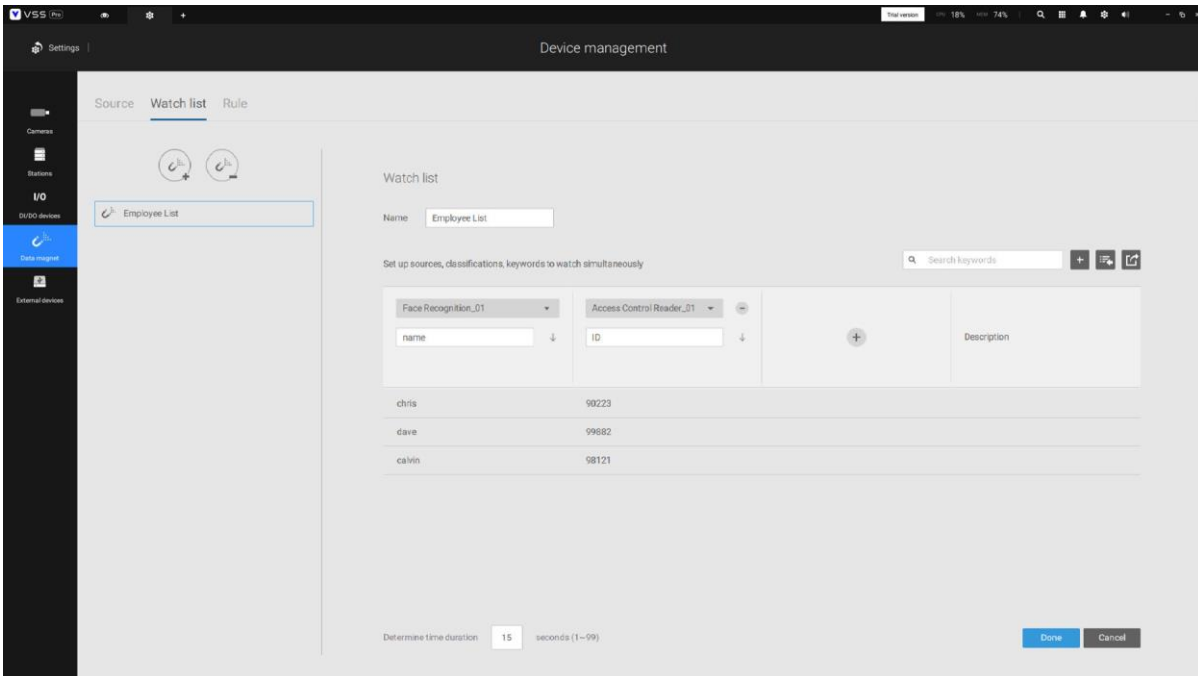 VSS Pro
Trial version
18%
74%
Settings
Device management
Cameras
Stations
I/O
DI/DO devices
Data magnet
External devices
Source Watch list Rule
Employee List
Watch list
Name Employee List
Set up sources, classifications, keywords to watch simultaneously
Search keywords
Face Recognition_01 Access Control Reader_01
name ID
Description
chris 90223
dave 99882
calvin 98121
Determine time duration 15 seconds (1~99)
Done Cancel